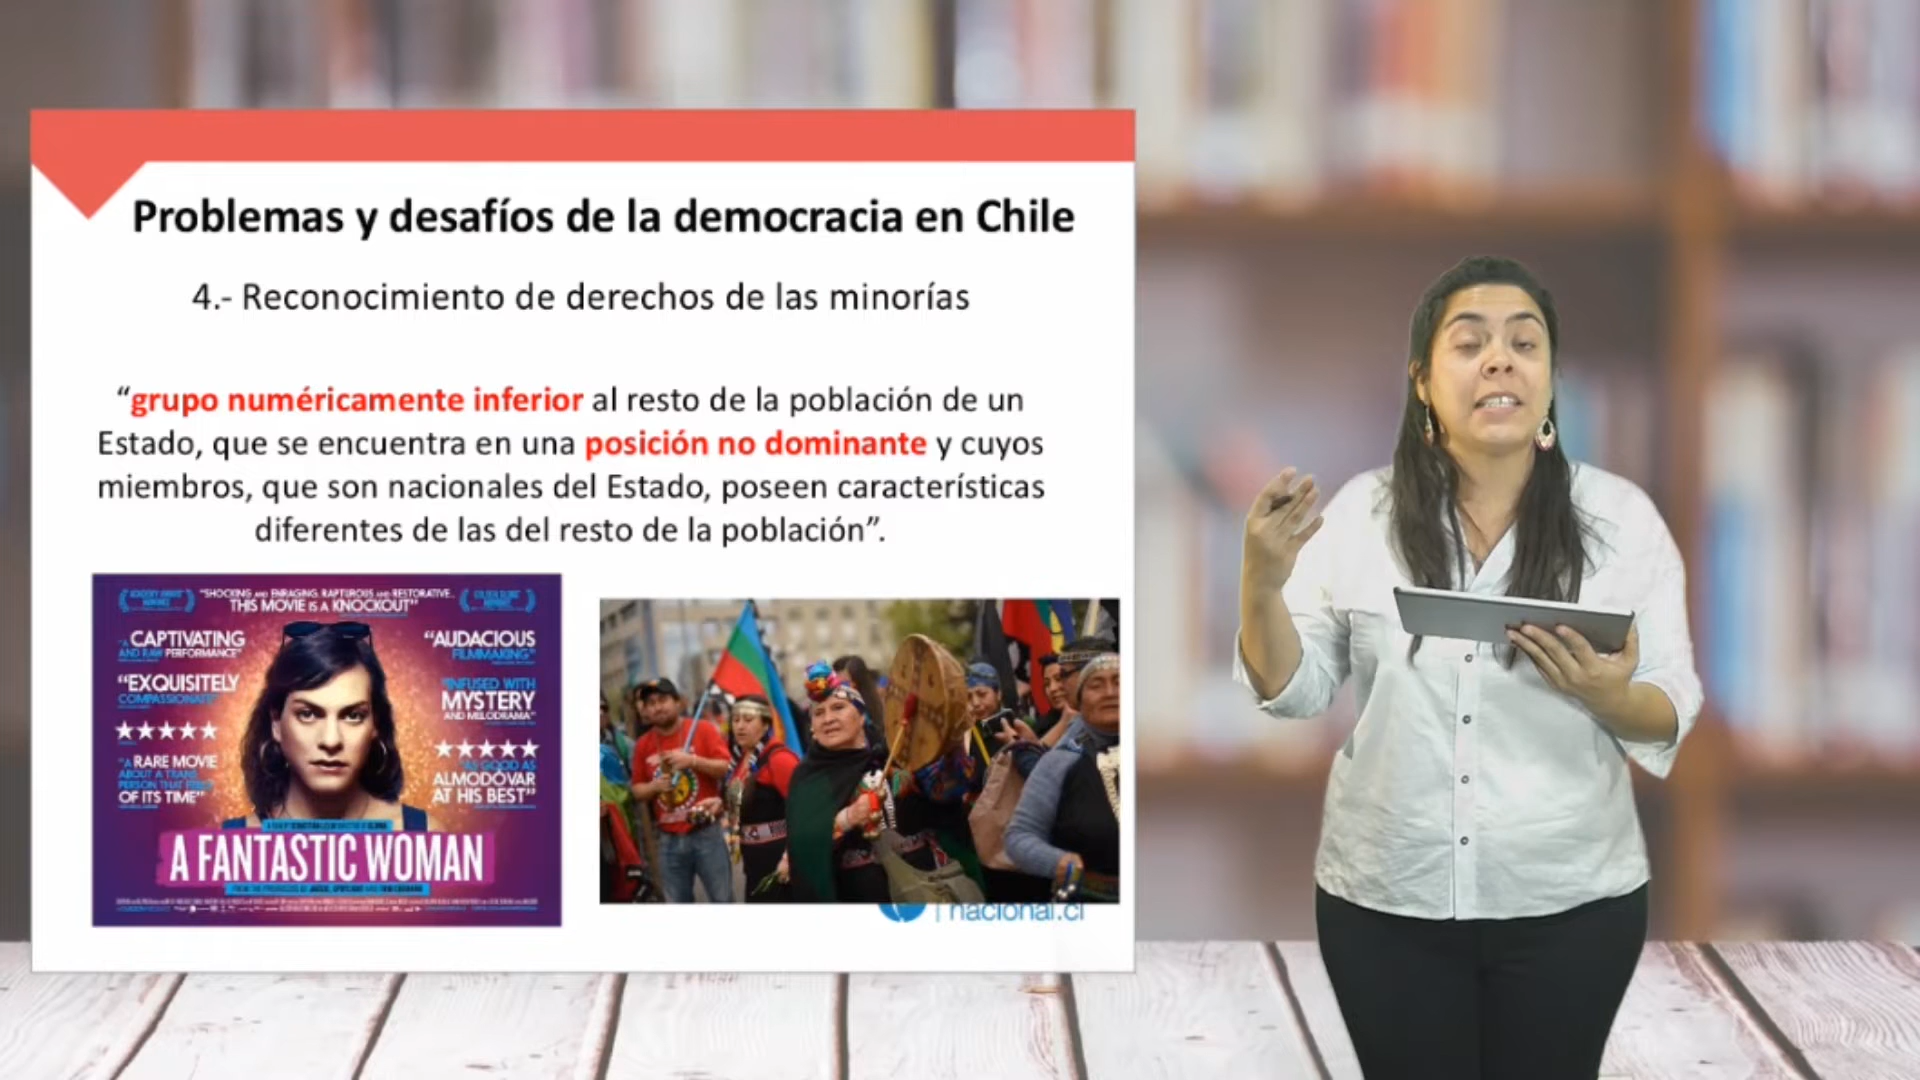 Problemas y desafíos de la democracia en Chile
4.- Reconocimiento de derechos de las minorías
“grupo numéricamente inferior al resto de la población de un
Estado, que se encuentra en una posición no dominante y cuyos
miembros, que son nacionales del Estado, poseen características
diferentes de las del resto de la población”.
"SHOCKING AND ENRAGING, RAPTUROUS AND RESTORATIVE...
THIS MOVIE IS A KNOCKOUT"
"A CAPTIVATING
AND RAW PERFORMANCE"
"EXQUISITELY
COMPASSIONATE"
★★★★★
"A RARE MOVIE
ABOUT A TRANS
OF ITS TIME"
"AUDACIOUS
FILMMAKING"
"INFUSED WITH
MYSTERY
AND MELODRAMA"
★★★★★
"AS GOOD AS
ALMODÓVAR
AT HIS BEST"
A FANTASTIC WOMAN
nacional.cl